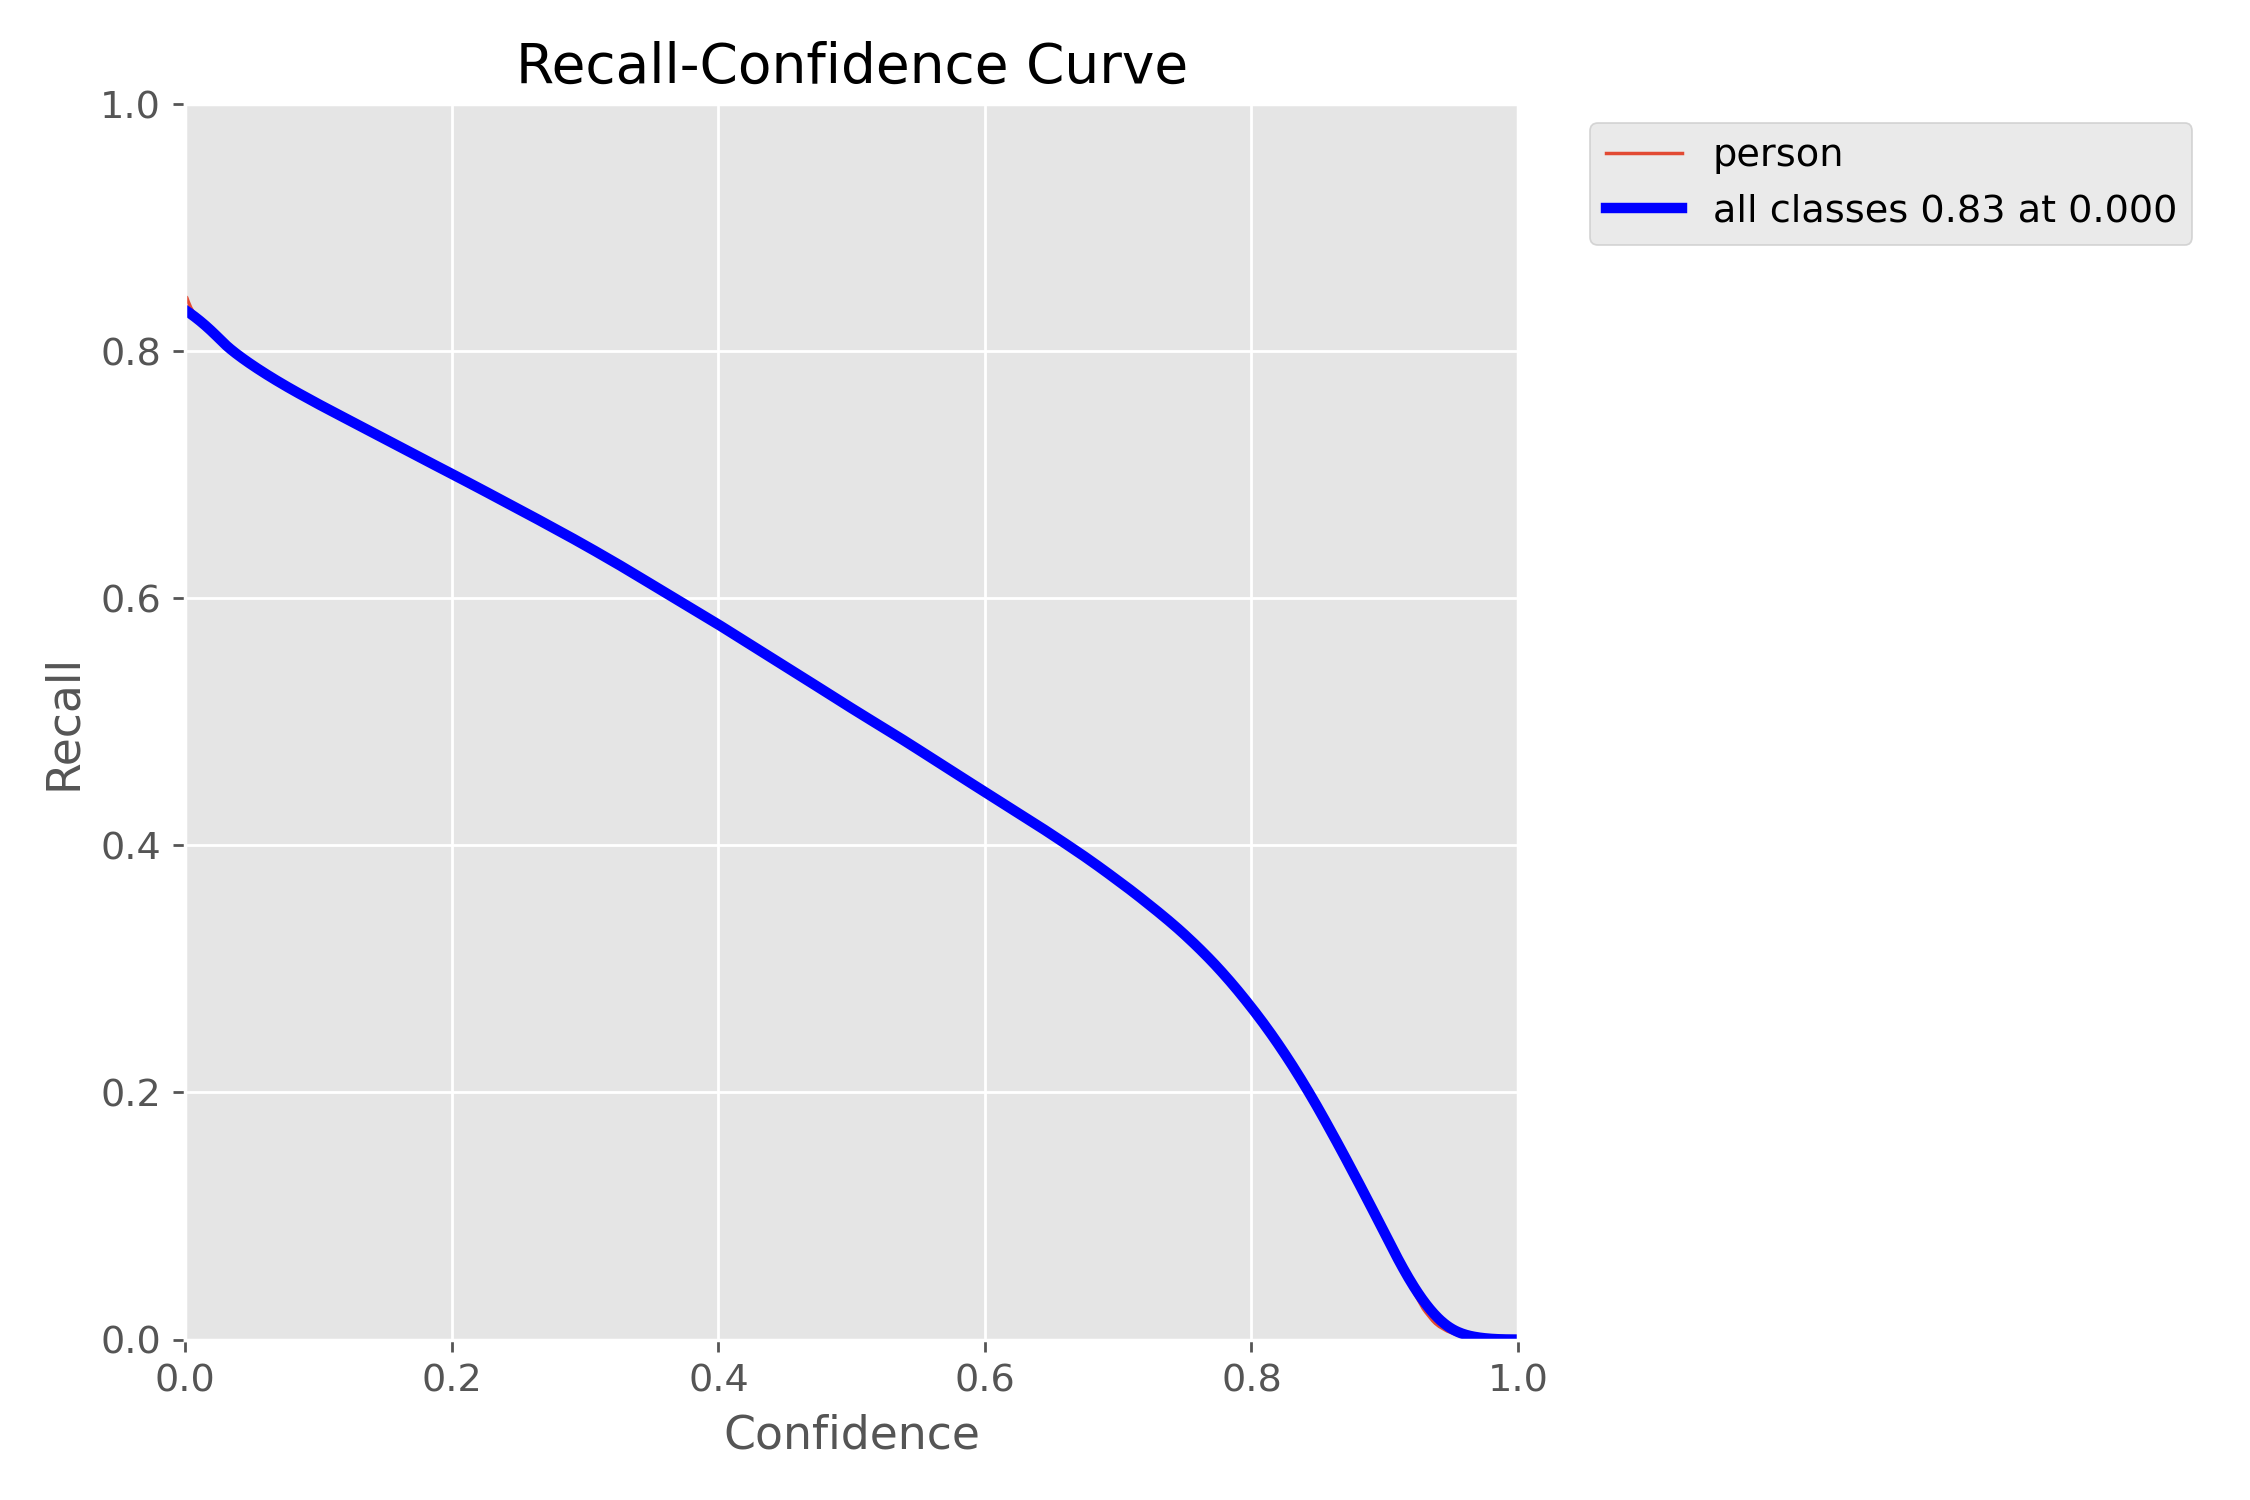 Recall-Confidence Curve
1.0
0.8
0.6
0.4
0.2
0.0
Recall
0.0 0.2 0.4 0.6 0.8 1.0
Confidence
person
all classes 0.83 at 0.000